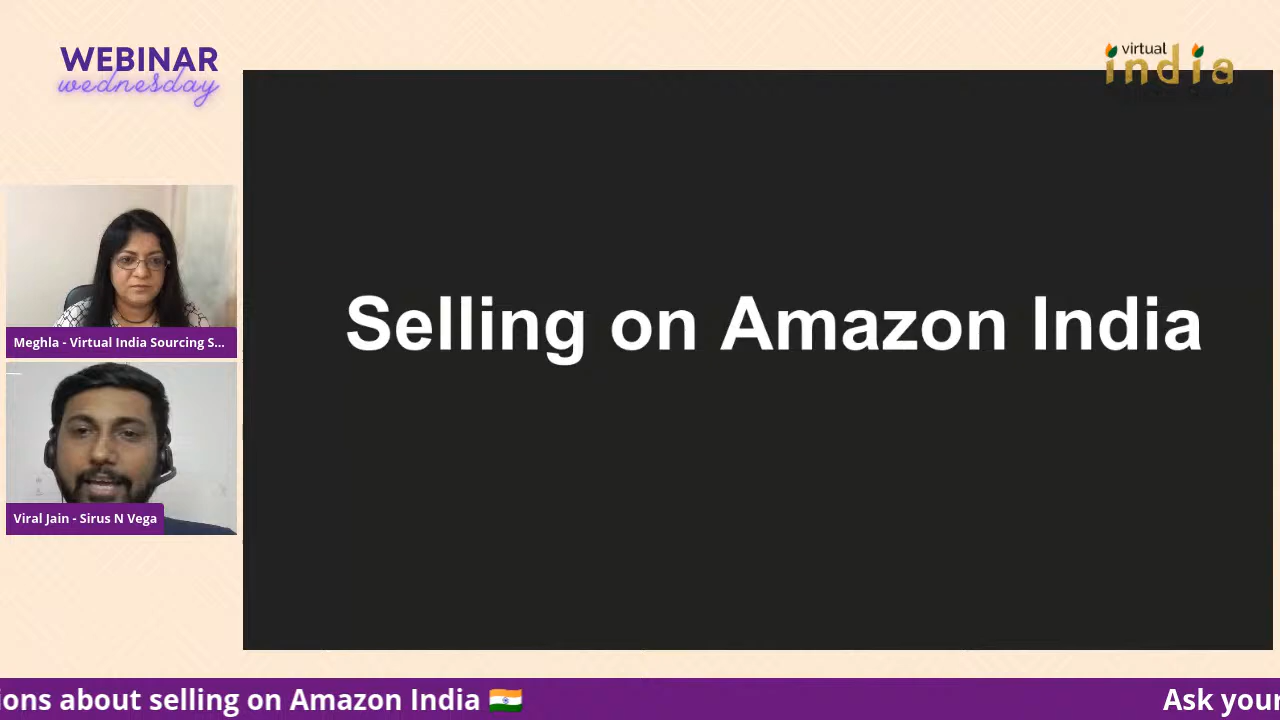 WEBINAR
wednesday
virtual
india
Selling on Amazon India
Meghla - Virtual India Sourcing S...
Viral Jain - Sirus N Vega
ions about selling on Amazon India 🇮🇳
Ask your